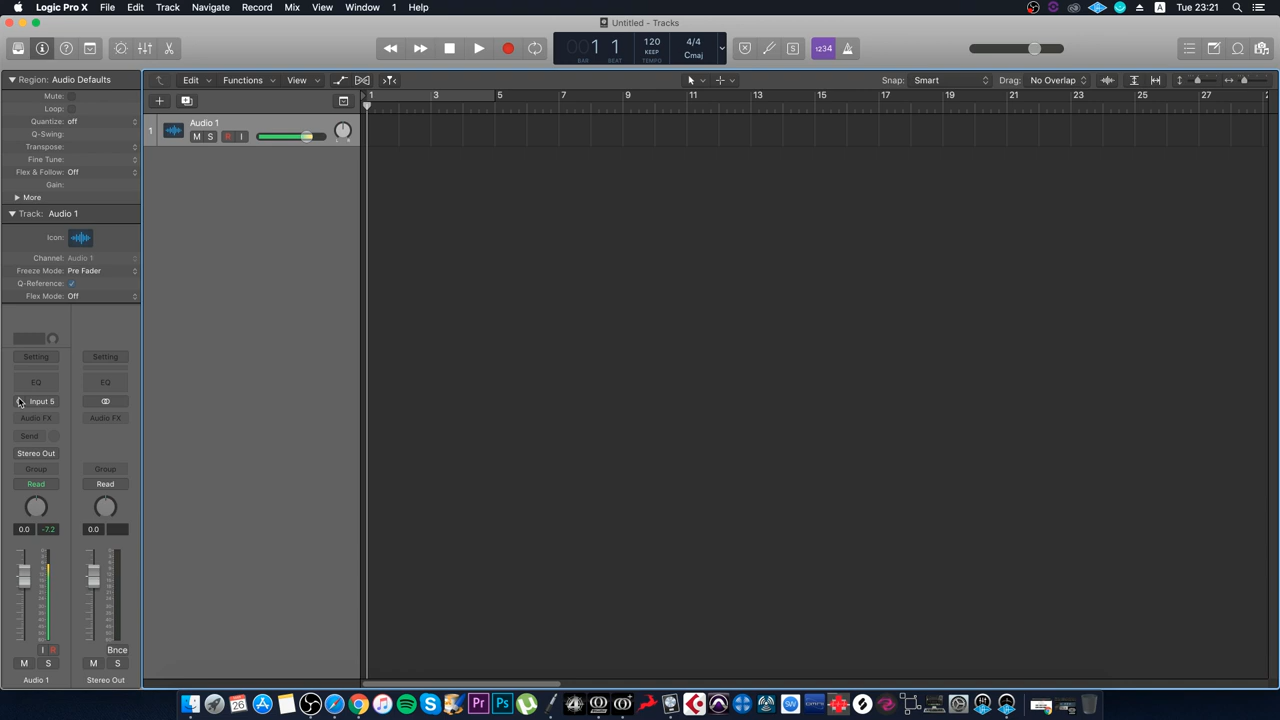 Logic Pro X File Edit Track Navigate Record Mix View Window 1 Help A Tue 23:21
Untitled - Tracks
001 1 120 4/4
KEEP Cmaj
BAR BEAT TEMPO
S 1234
Region: Audio Defaults Edit Functions View Snap: Smart Drag: No Overlap
Mute:
Loop:
Quantize: off
Q-Swing:
Transpose:
Fine Tune:
Flex & Follow: Off
Gain:
More
1 3 5 7 9 11 13 15 17 19 21 23 25 27
1 Audio 1
M S R I
Track: Audio 1
Icon:
Channel: Audio 1
Freeze Mode: Pre Fader
Q-Reference:
Flex Mode: Off
Setting Setting
EQ EQ
Input 5
Audio FX Audio FX
Send
Stereo Out
Group Group
Read Read
0.0 -7.2 0.0
I R Bnce
M S M S
Audio 1 Stereo Out